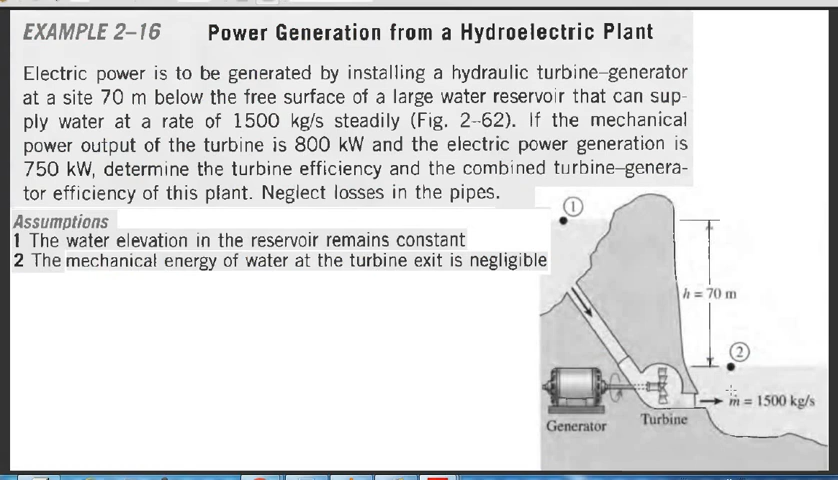 EXAMPLE 2–16 Power Generation from a Hydroelectric Plant
Electric power is to be generated by installing a hydraulic turbine–generator
at a site 70 m below the free surface of a large water reservoir that can sup-
ply water at a rate of 1500 kg/s steadily (Fig. 2–62). If the mechanical
power output of the turbine is 800 kW and the electric power generation is
750 kW, determine the turbine efficiency and the combined turbine–genera-
tor efficiency of this plant. Neglect losses in the pipes.
Assumptions
1 The water elevation in the reservoir remains constant
2 The mechanical energy of water at the turbine exit is negligible
1
h = 70 m
2
ṁ = 1500 kg/s
Generator
Turbine